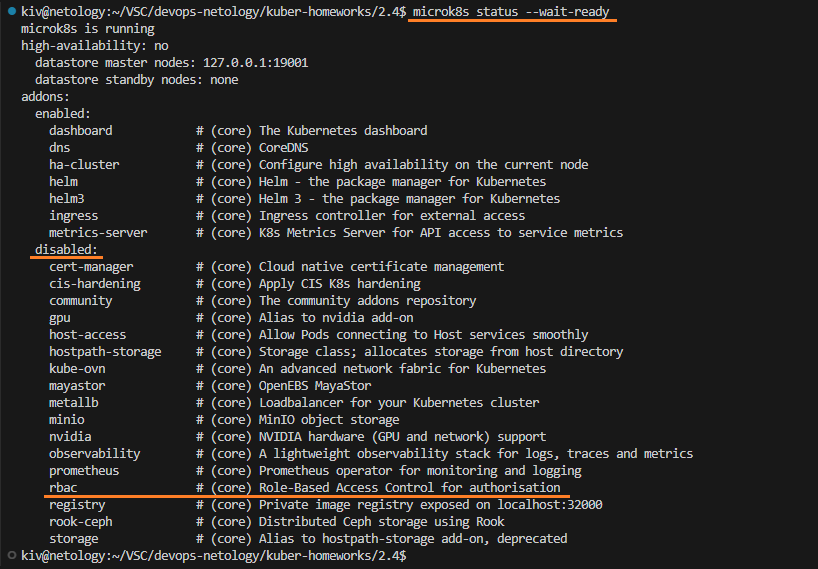 kiv@netology:~/VSC/devops-netology/kuber-homeworks/2.4$ microk8s status --wait-ready
microk8s is running
high-availability: no
  datastore master nodes: 127.0.0.1:19001
  datastore standby nodes: none
addons:
  enabled:
    dashboard            # (core) The Kubernetes dashboard
    dns                  # (core) CoreDNS
    ha-cluster           # (core) Configure high availability on the current node
    helm                 # (core) Helm - the package manager for Kubernetes
    helm3                # (core) Helm 3 - the package manager for Kubernetes
    ingress              # (core) Ingress controller for external access
    metrics-server       # (core) K8s Metrics Server for API access to service metrics
  disabled:
    cert-manager         # (core) Cloud native certificate management
    cis-hardening        # (core) Apply CIS K8s hardening
    community            # (core) The community addons repository
    gpu                  # (core) Alias to nvidia add-on
    host-access          # (core) Allow Pods connecting to Host services smoothly
    hostpath-storage     # (core) Storage class; allocates storage from host directory
    kube-ovn             # (core) An advanced network fabric for Kubernetes
    mayastor             # (core) OpenEBS MayaStor
    metallb              # (core) Loadbalancer for your Kubernetes cluster
    minio                # (core) MinIO object storage
    nvidia               # (core) NVIDIA hardware (GPU and network) support
    observability        # (core) A lightweight observability stack for logs, traces and metrics
    prometheus           # (core) Prometheus operator for monitoring and logging
    rbac                 # (core) Role-Based Access Control for authorisation
    registry             # (core) Private image registry exposed on localhost:32000
    rook-ceph            # (core) Distributed Ceph storage using Rook
    storage              # (core) Alias to hostpath-storage add-on, deprecated
kiv@netology:~/VSC/devops-netology/kuber-homeworks/2.4$